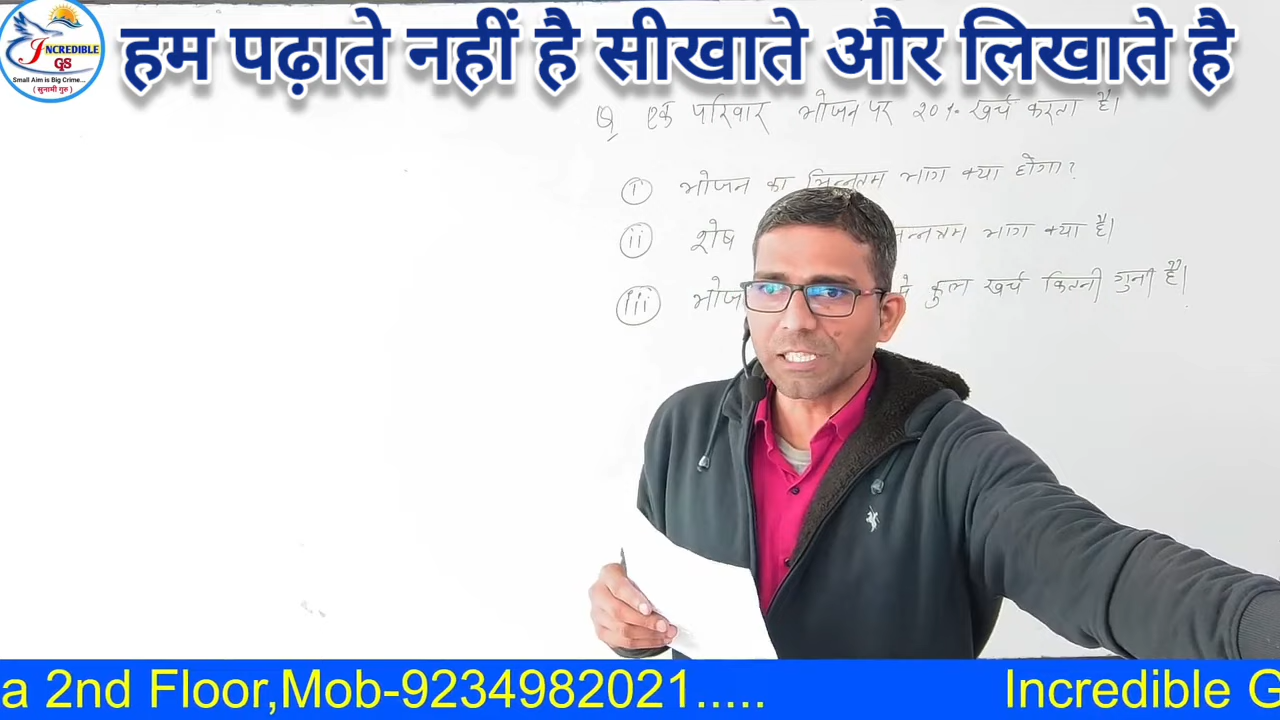 INCREDIBLE
GS
Small Aim is Big Crime...
( सुनामी गुरु )
हम पढ़ाते नहीं है सीखाते और लिखाते है
Q एक परिवार भोजन पर 20% खर्च करता है।
(i) भोजन का भिन्नतम भाग क्या होगा?
(ii) शेष भाग क्या है।
(iii) कुल खर्च कितनी गुनी है।
a 2nd Floor,Mob-9234982021..... Incredible G